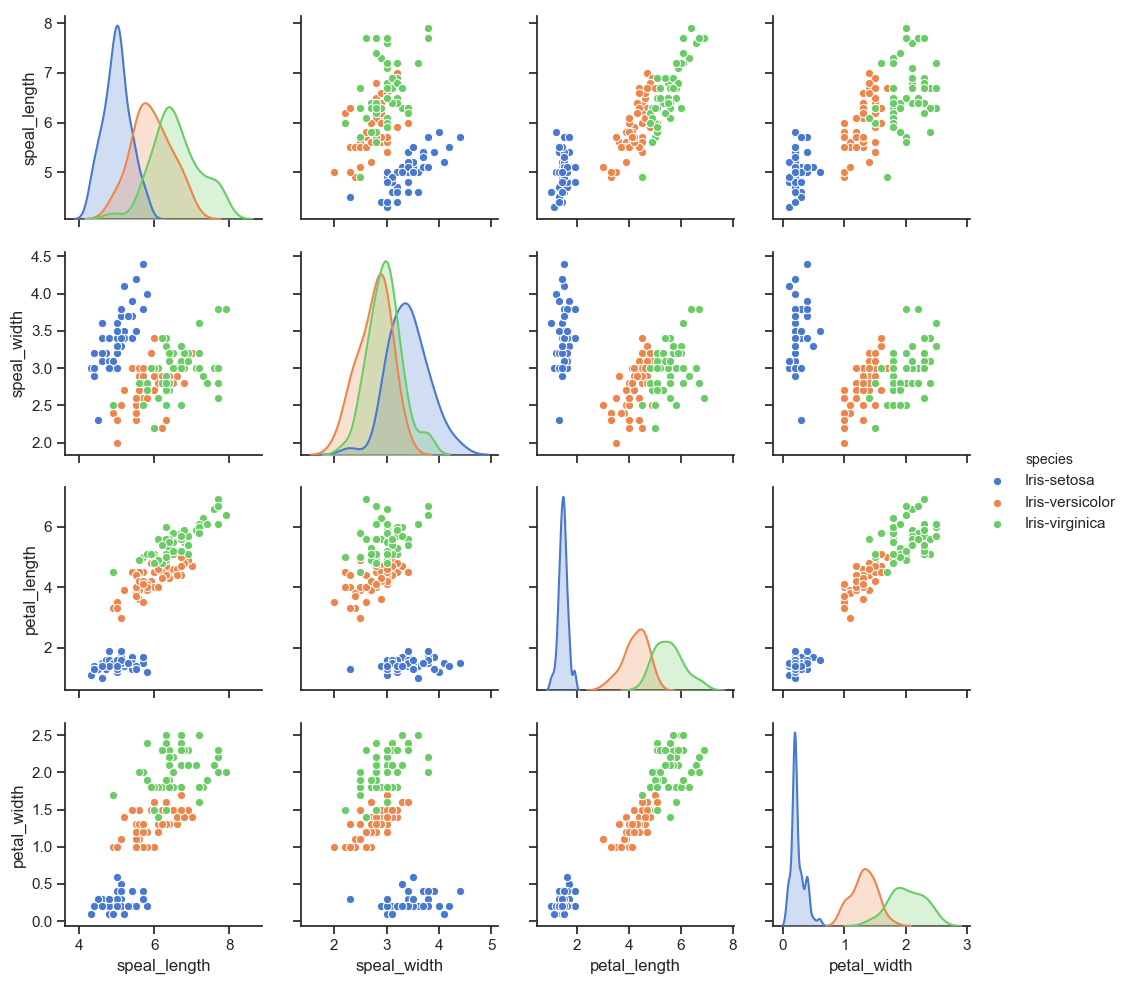 8
7
6
5
speal_length
4.5
4.0
3.5
3.0
2.5
2.0
speal_width
6
4
2
petal_length
2.5
2.0
1.5
1.0
0.5
0.0
petal_width
4 6 8
speal_length
2 3 4 5
speal_width
2 4 6 8
petal_length
0 1 2 3
petal_width
species
Iris-setosa
Iris-versicolor
Iris-virginica